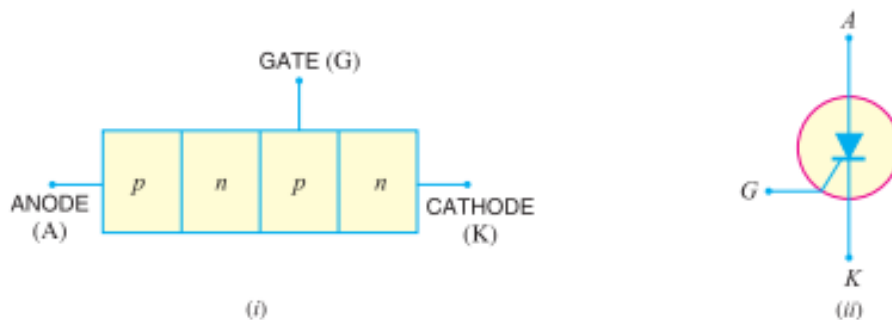 GATE (G)
p n p n
ANODE
(A)
CATHODE
(K)
(i)
A
G
K
(ii)